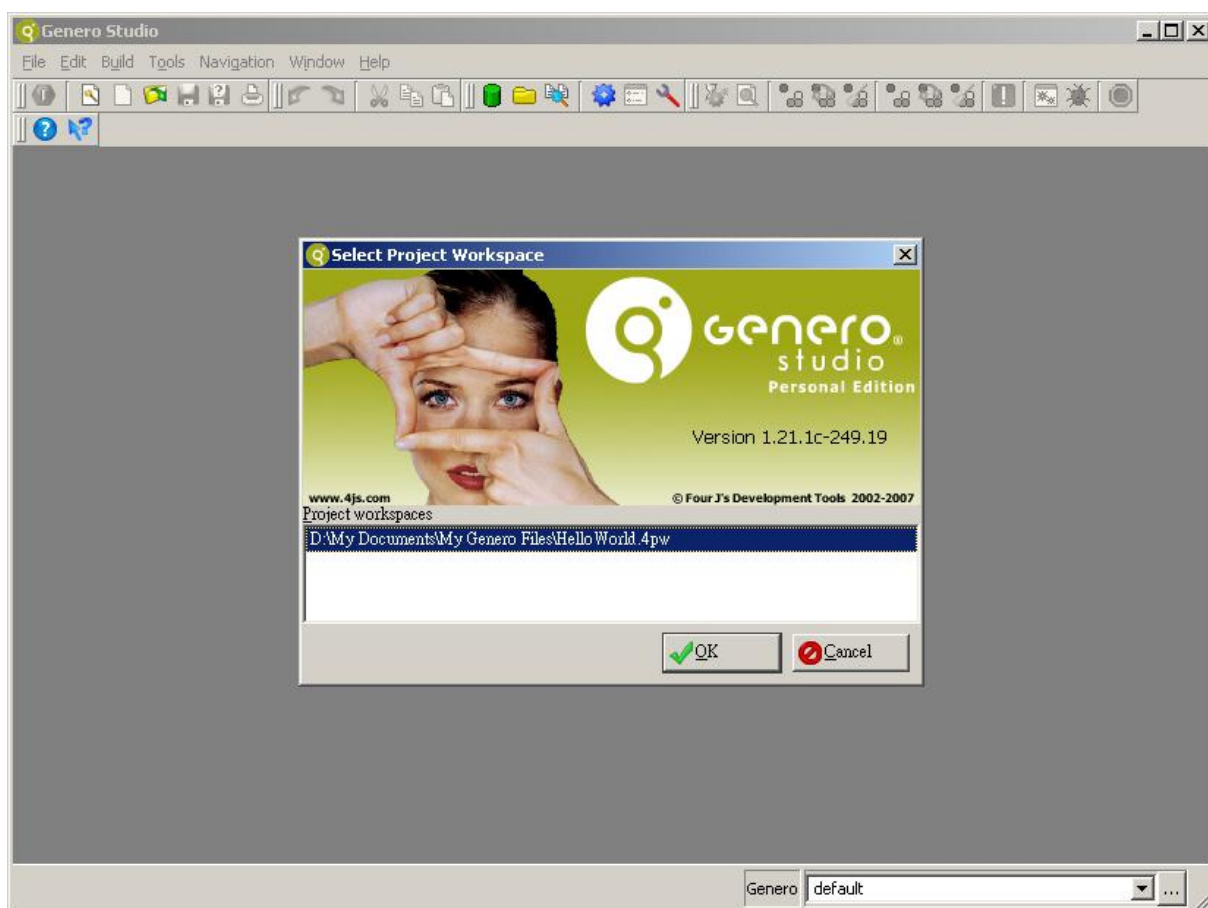 Genero Studio
File Edit Build Tools Navigation Window Help
Select Project Workspace
Genero®
studio
Personal Edition
Version 1.21.1c-249.19
www.4js.com
© Four J's Development Tools 2002-2007
Project workspaces
D:\My Documents\My Genero Files\Hello World.4pw
OK Cancel
Genero default ...